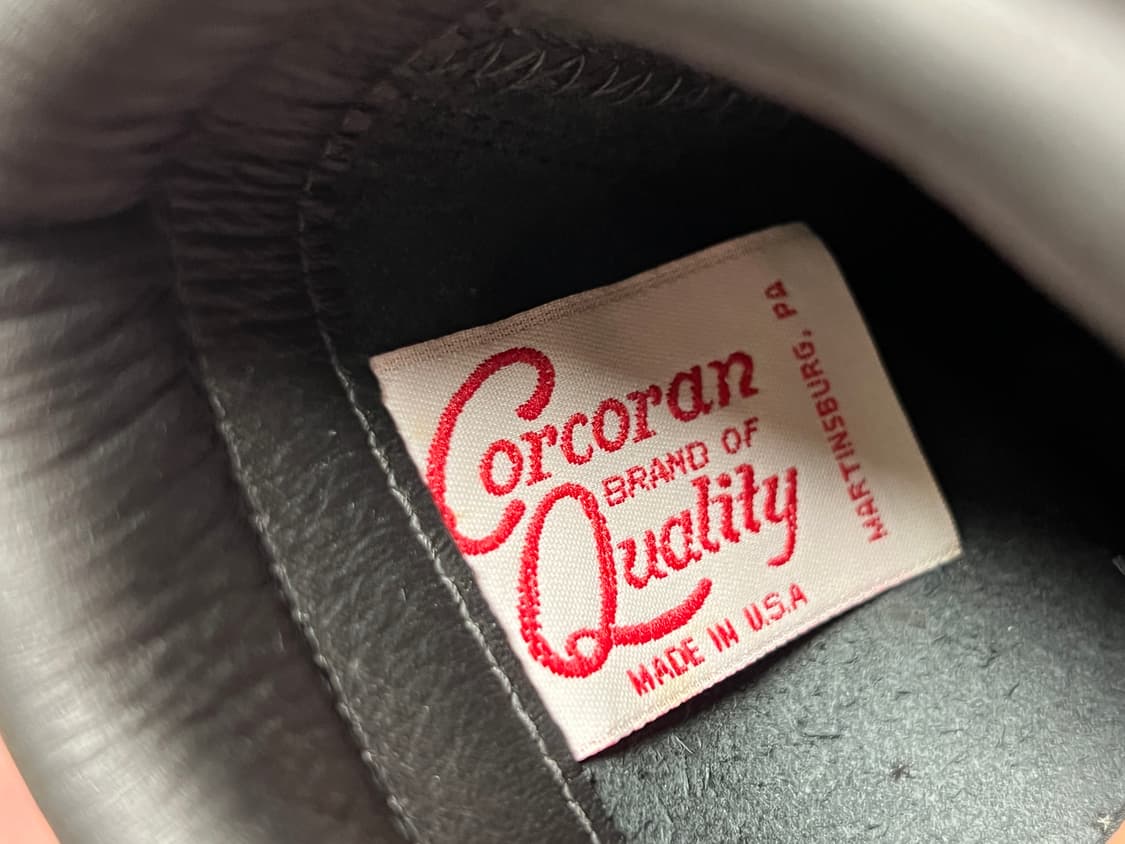 Corcoran
BRAND OF
Quality
MADE IN U.S.A
MARTINSBURG, PA